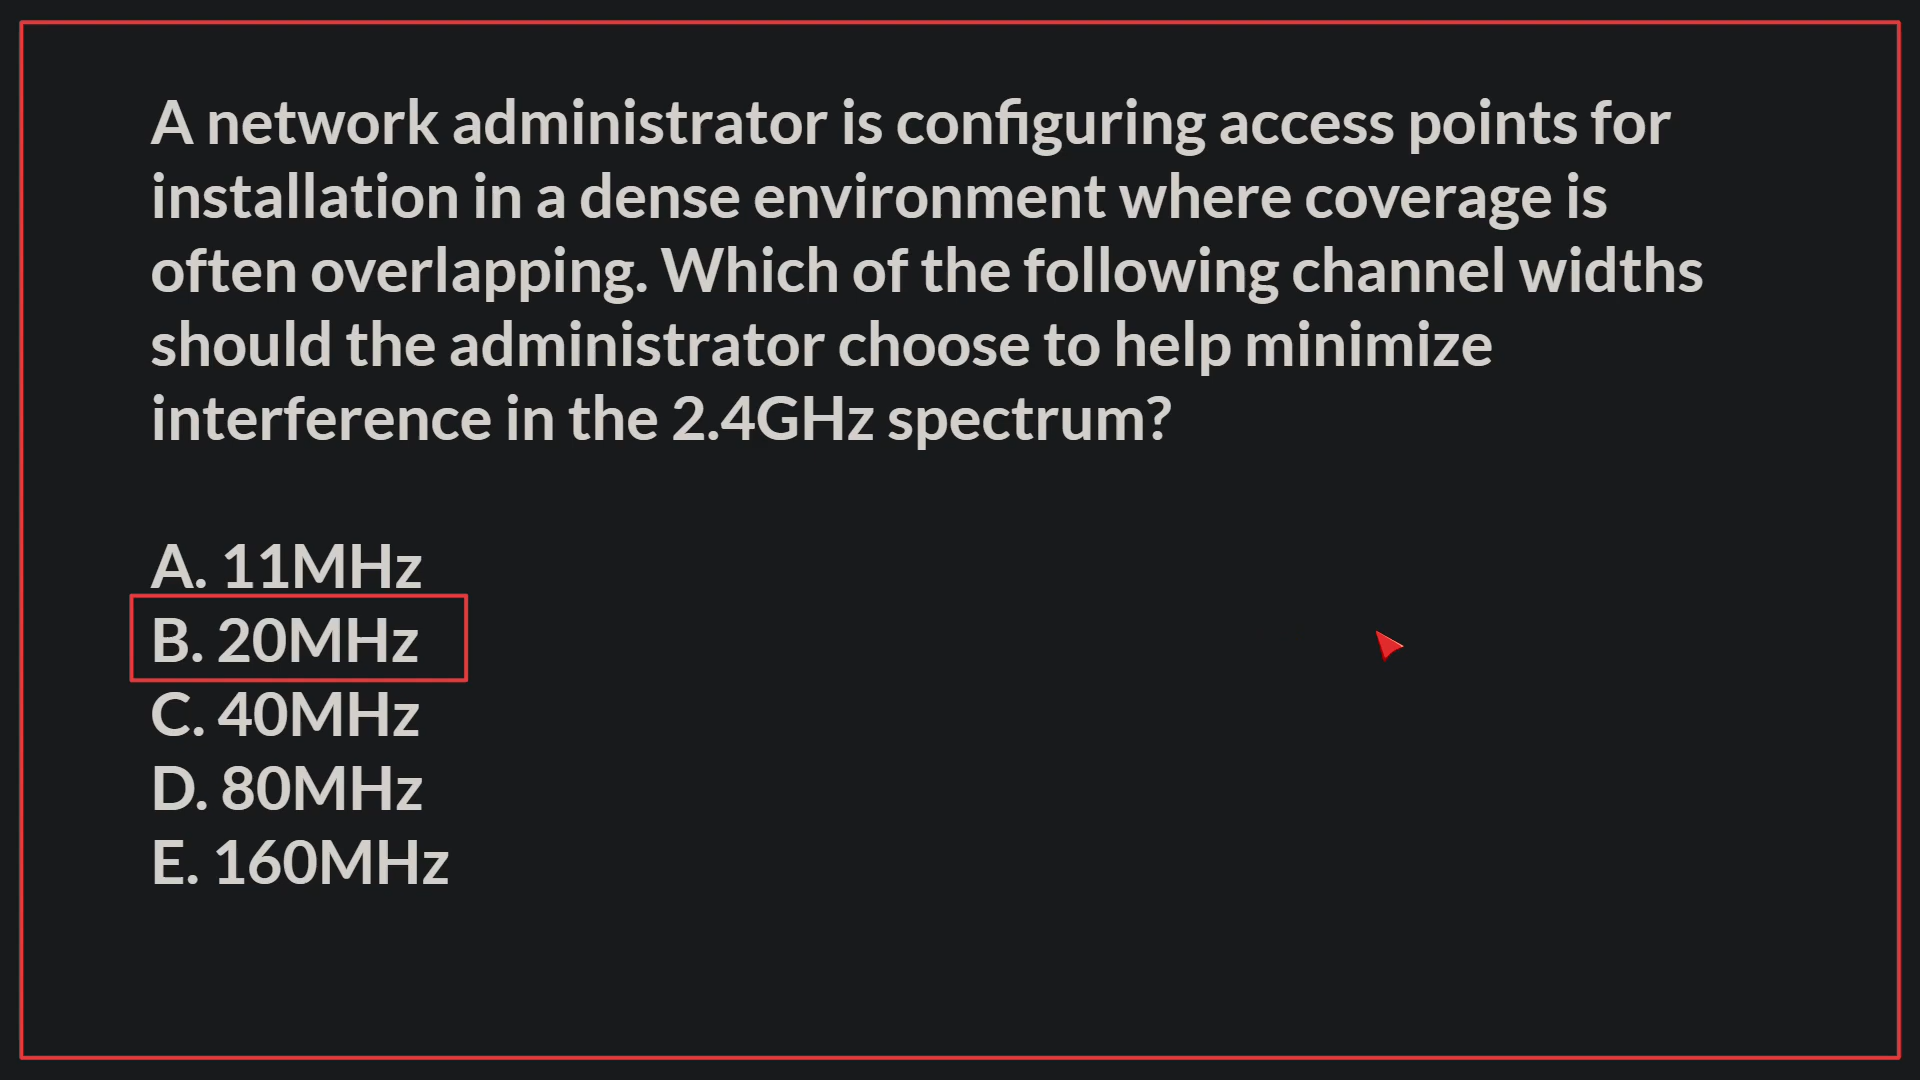 A network administrator is configuring access points for
installation in a dense environment where coverage is
often overlapping. Which of the following channel widths
should the administrator choose to help minimize
interference in the 2.4GHz spectrum?
A. 11MHz
B. 20MHz
C. 40MHz
D. 80MHz
E. 160MHz